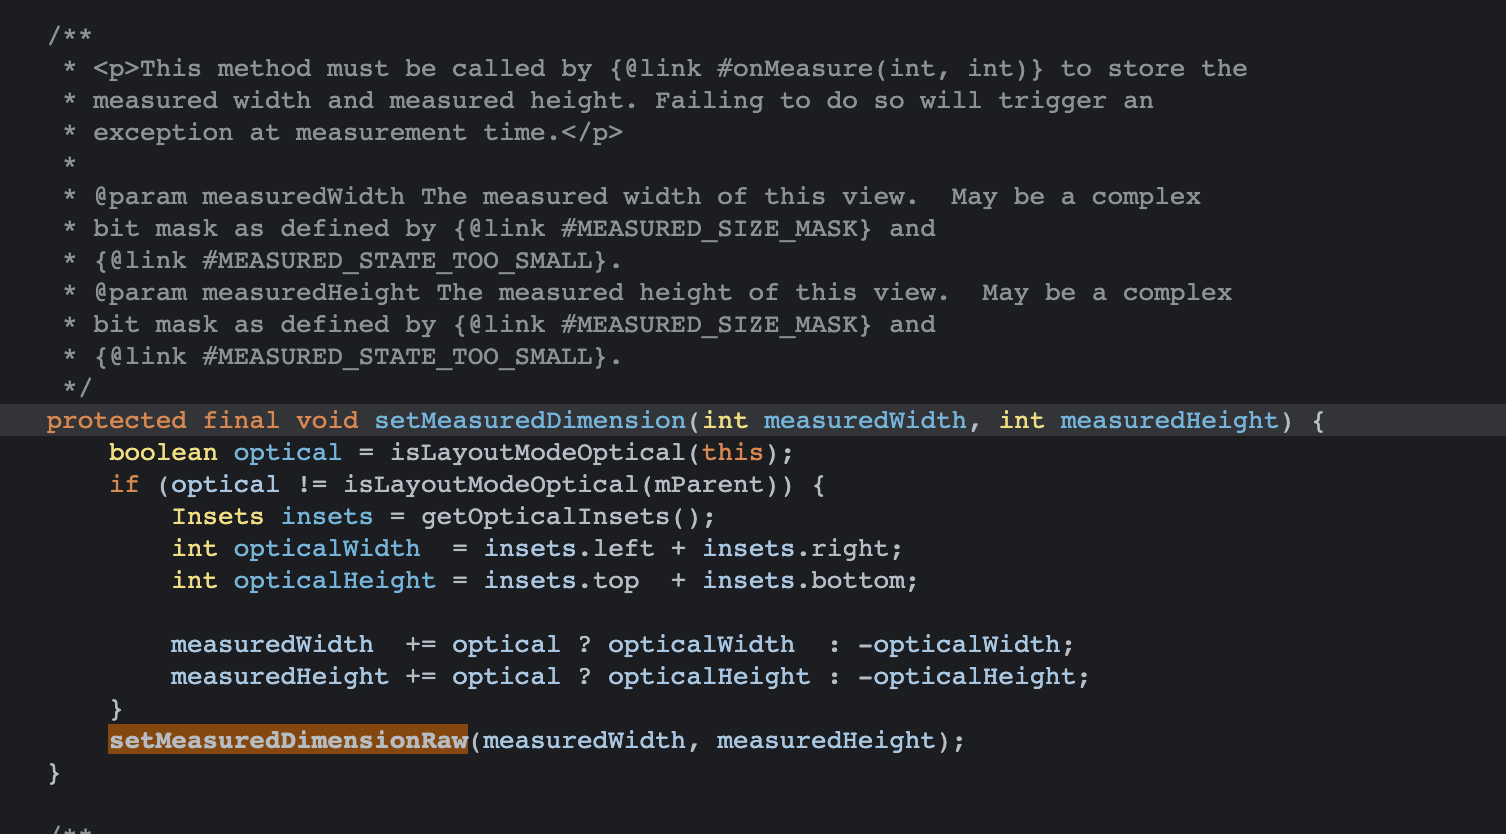 /**
 * <p>This method must be called by {@link #onMeasure(int, int)} to store the
 * measured width and measured height. Failing to do so will trigger an
 * exception at measurement time.</p>
 *
 * @param measuredWidth The measured width of this view.  May be a complex
 * bit mask as defined by {@link #MEASURED_SIZE_MASK} and
 * {@link #MEASURED_STATE_TOO_SMALL}.
 * @param measuredHeight The measured height of this view.  May be a complex
 * bit mask as defined by {@link #MEASURED_SIZE_MASK} and
 * {@link #MEASURED_STATE_TOO_SMALL}.
 */
protected final void setMeasuredDimension(int measuredWidth, int measuredHeight) {
    boolean optical = isLayoutModeOptical(this);
    if (optical != isLayoutModeOptical(mParent)) {
        Insets insets = getOpticalInsets();
        int opticalWidth  = insets.left + insets.right;
        int opticalHeight = insets.top  + insets.bottom;

        measuredWidth  += optical ? opticalWidth  : -opticalWidth;
        measuredHeight += optical ? opticalHeight : -opticalHeight;
    }
    setMeasuredDimensionRaw(measuredWidth, measuredHeight);
}

/**